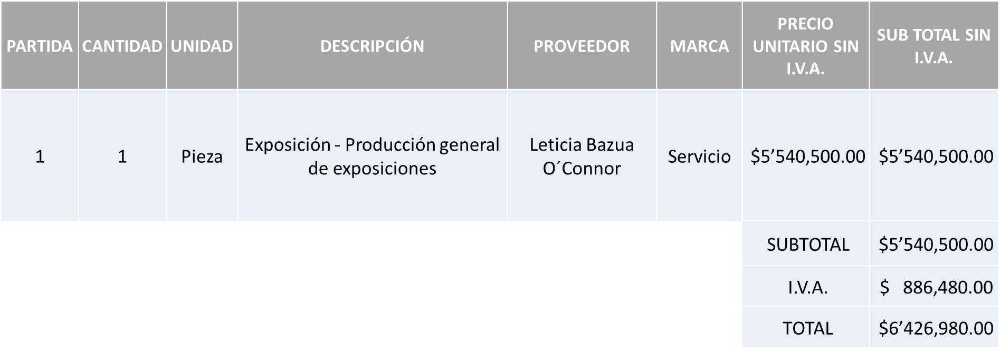 PARTIDA CANTIDAD UNIDAD DESCRIPCIÓN PROVEEDOR MARCA PRECIO UNITARIO SIN I.V.A. SUB TOTAL SIN I.V.A.
1 1 Pieza Exposición - Producción general de exposiciones Leticia Bazua O´Connor Servicio $5’540,500.00 $5’540,500.00
SUBTOTAL $5’540,500.00
I.V.A. $ 886,480.00
TOTAL $6’426,980.00